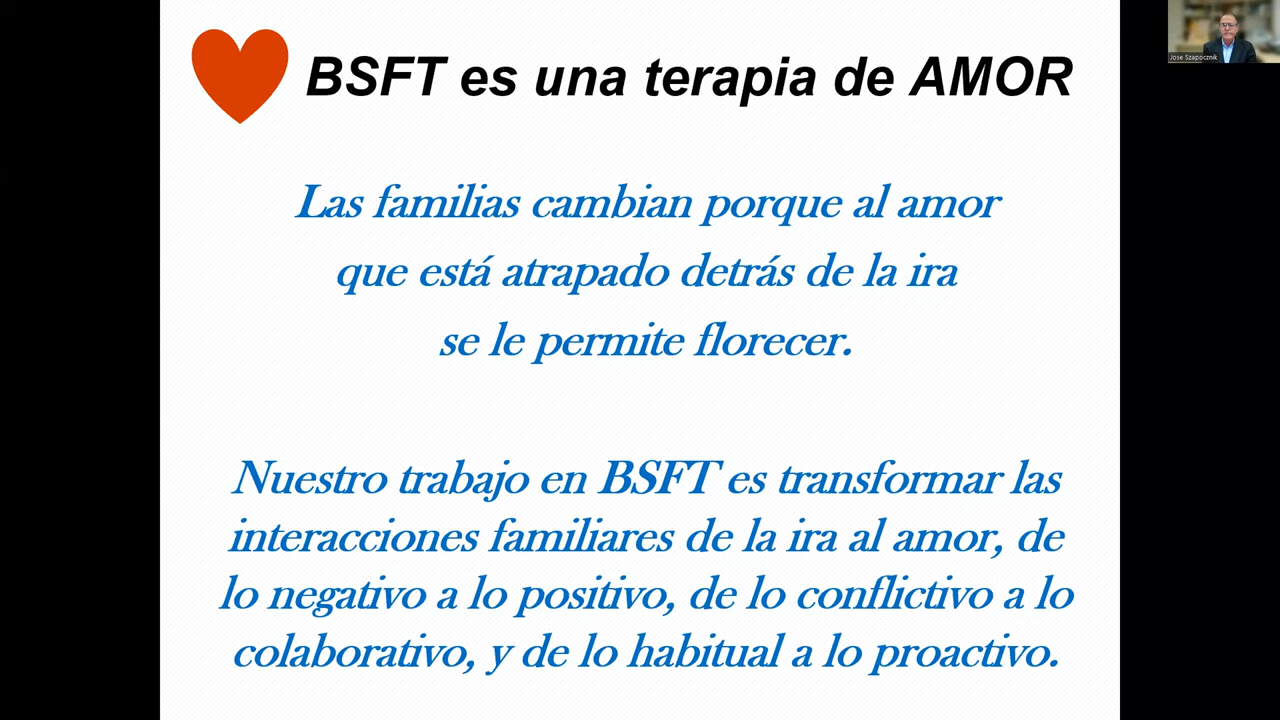 BSFT es una terapia de AMOR
Jose Szapocznik
Las familias cambian porque al amor
que está atrapado detrás de la ira
se le permite florecer.
Nuestro trabajo en BSFT es transformar las
interacciones familiares de la ira al amor, de
lo negativo a lo positivo, de lo conflictivo a lo
colaborativo, y de lo habitual a lo proactivo.